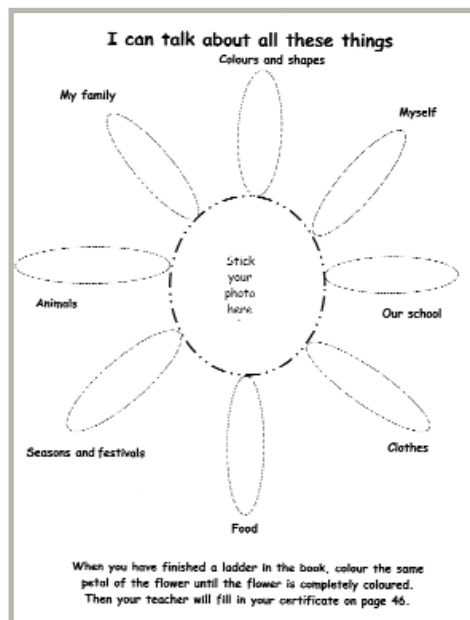 I can talk about all these things
Colours and shapes
My family
Myself
Stick
your
photo
here
Animals
Our school
Seasons and festivals
Clothes
Food
When you have finished a ladder in the book, colour the same
petal of the flower until the flower is completely coloured.
Then your teacher will fill in your certificate on page 46.